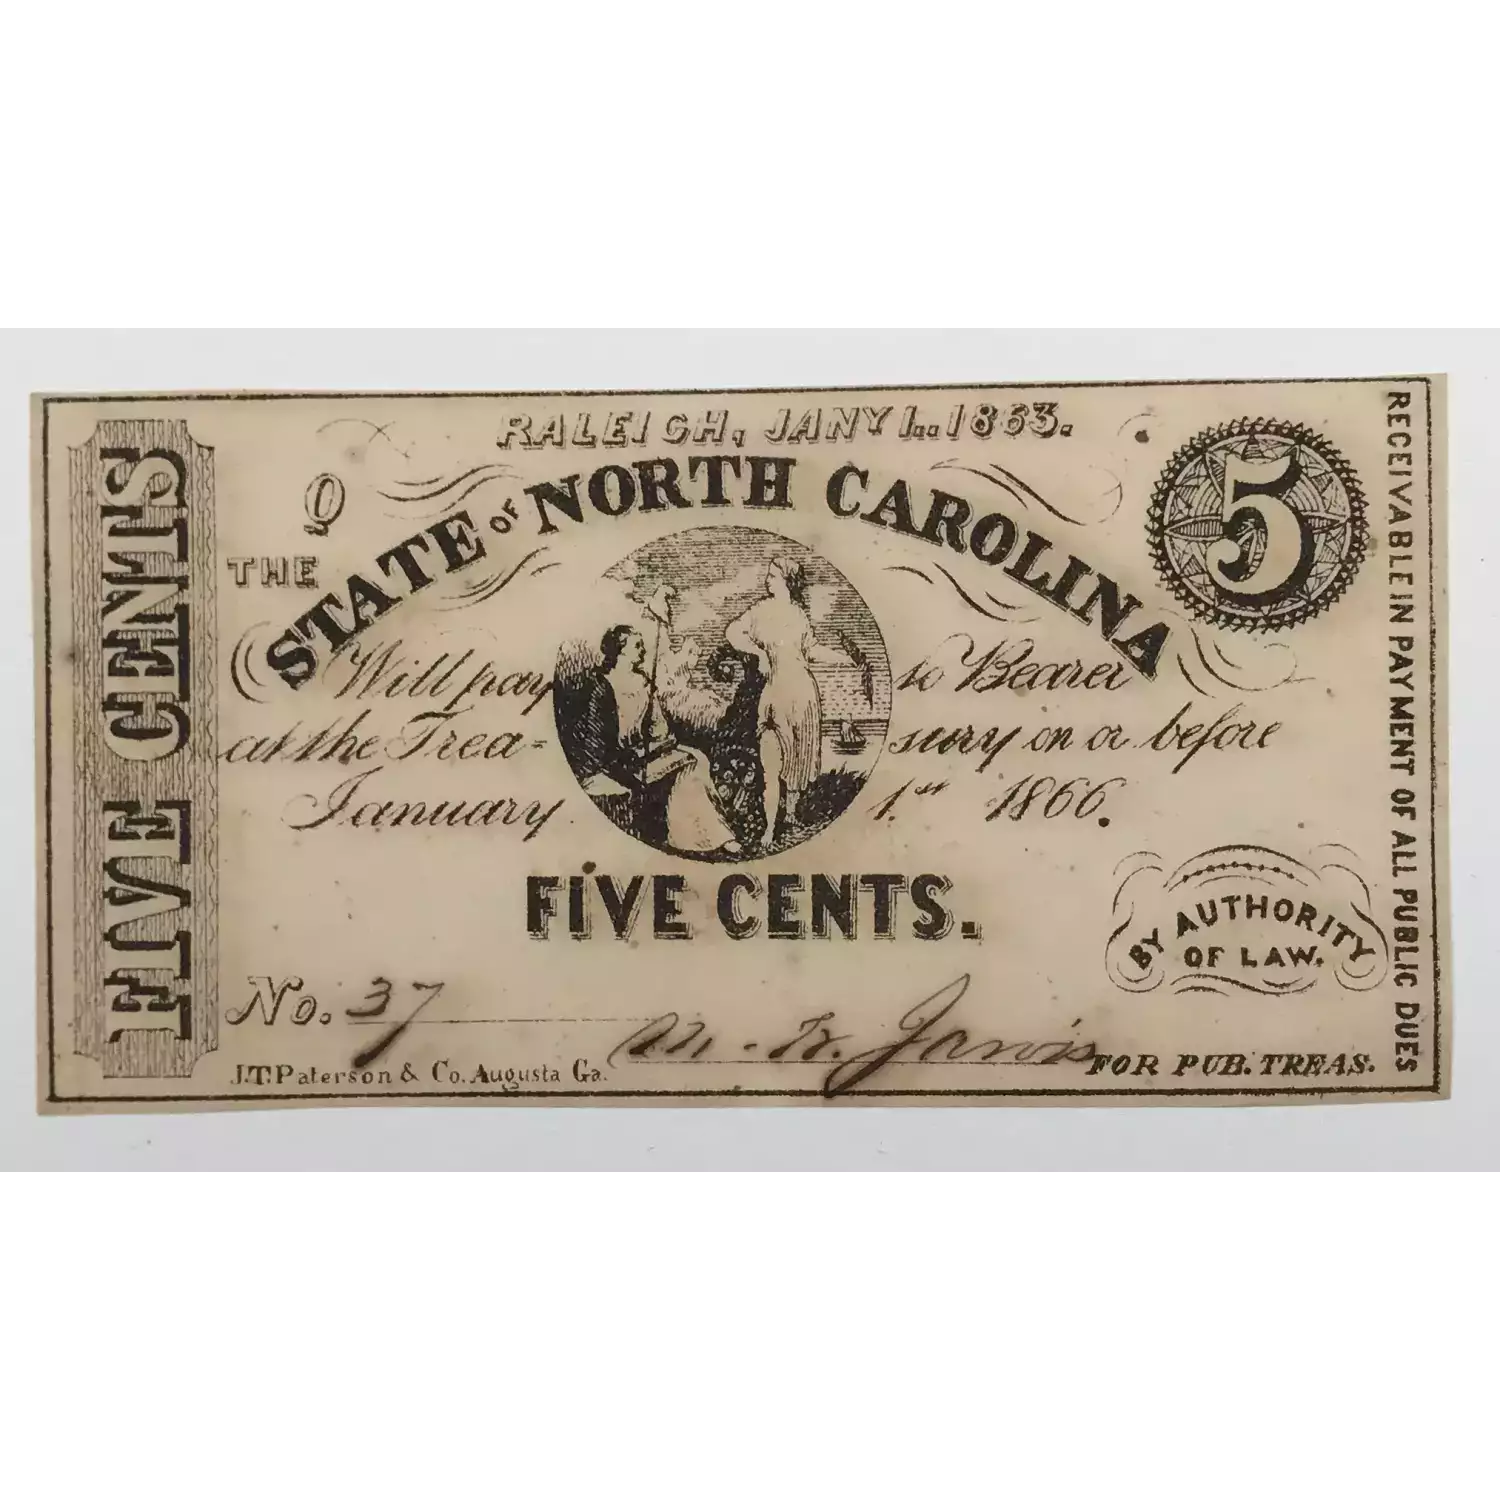 RALEIGH, JANY 1..1863.
Q
THE
STATE OF NORTH CAROLINA
5
FIVE CENTS
Will pay to Bearer
at the Trea- sury on or before
January 1st 1866.
FIVE CENTS.
BY AUTHORITY
OF LAW.
No. 37
M. W. Jarvis FOR PUB. TREAS.
J.T. Paterson & Co. Augusta Ga.
RECEIVABLE IN PAYMENT OF ALL PUBLIC DUES